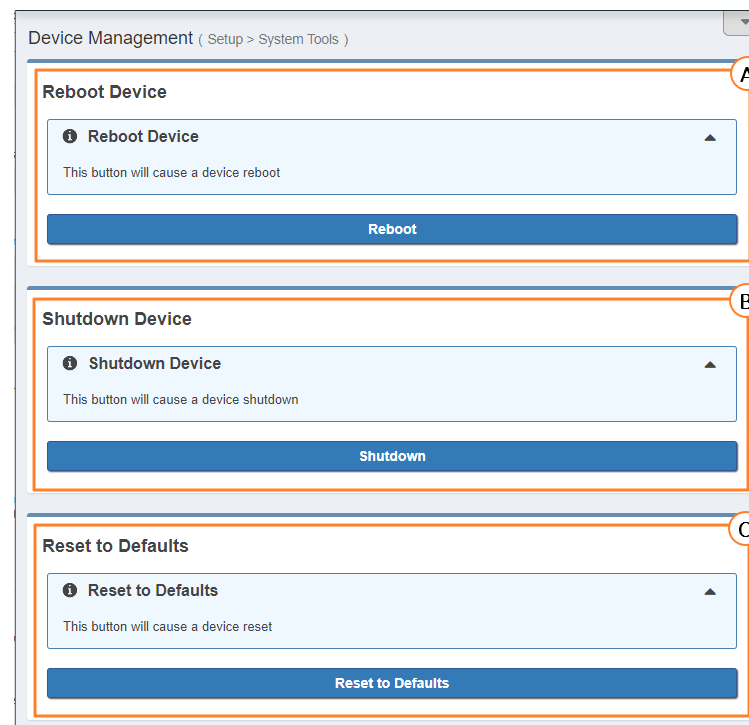 Device Management ( Setup > System Tools )
A
Reboot Device
Reboot Device
This button will cause a device reboot
Reboot
B
Shutdown Device
Shutdown Device
This button will cause a device shutdown
Shutdown
C
Reset to Defaults
Reset to Defaults
This button will cause a device reset
Reset to Defaults